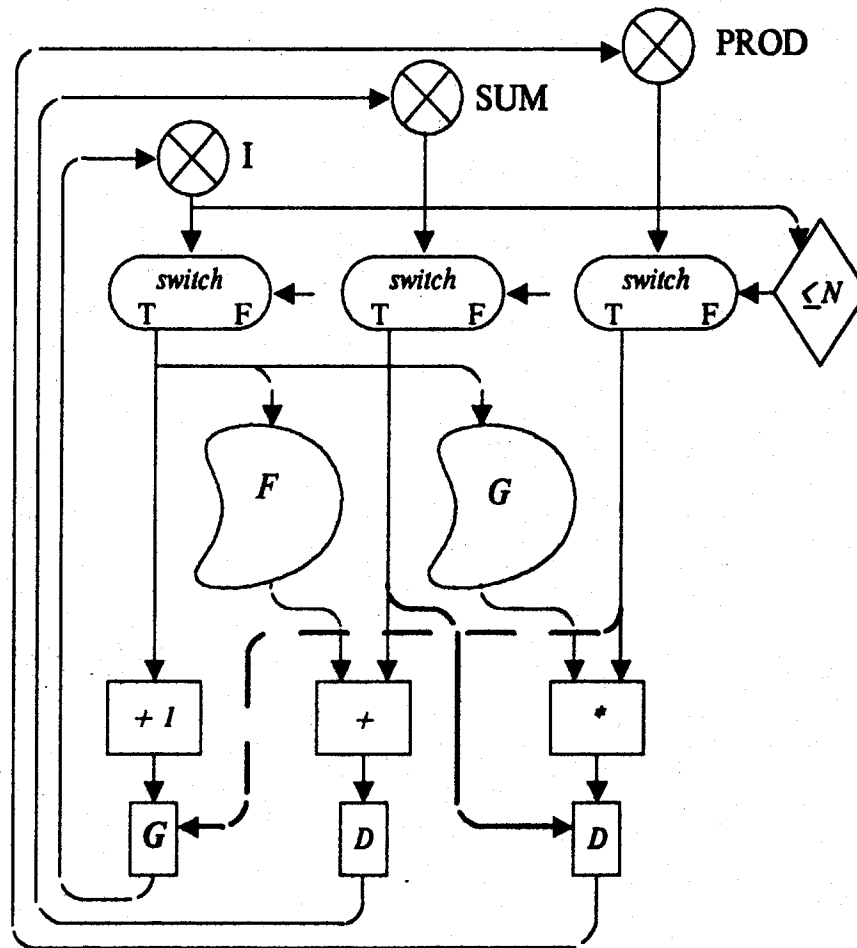 PROD
SUM
I
switch
T F
switch
T F
switch
T F
≤N
F
G
+ 1
+
*
G
D
D